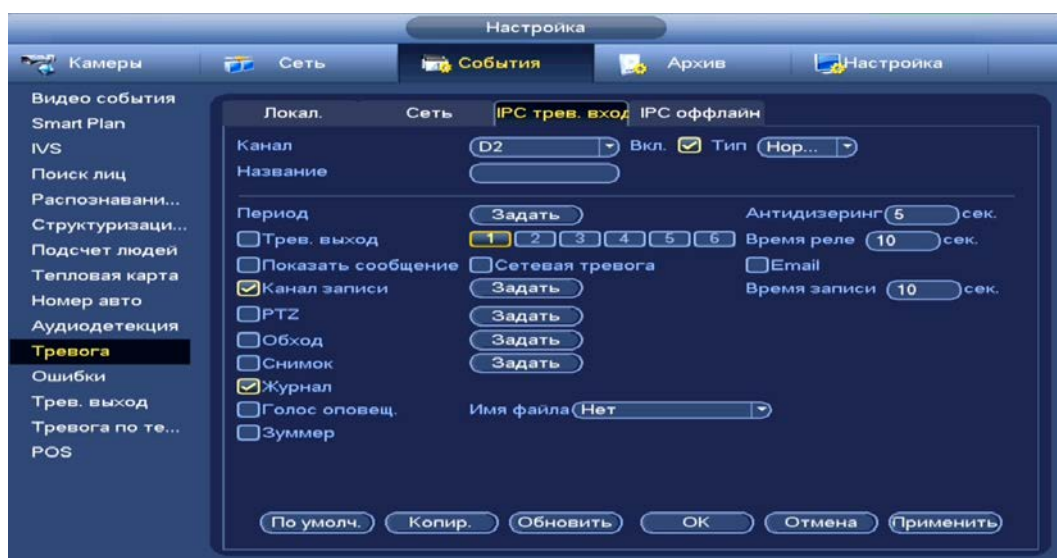 Настройка
Камеры Сеть События Архив Настройка
Видео события
Smart Plan
IVS
Поиск лиц
Распознавани...
Структуризаци...
Подсчет людей
Тепловая карта
Номер авто
Аудиодетекция
Тревога
Ошибки
Трев. выход
Тревога по те...
POS
Локал. Сеть IPC трев. вход IPC оффлайн
Канал D2 Вкл. Тип Нор...
Название
Период Задать Антидизеринг 5 сек.
Трев. выход 1 2 3 4 5 6 Время реле 10 сек.
Показать сообщение Сетевая тревога Email
Канал записи Задать Время записи 10 сек.
PTZ Задать
Обход Задать
Снимок Задать
Журнал
Голос оповещ. Имя файла Нет
Зуммер
По умолч. Копир. Обновить OK Отмена Применить